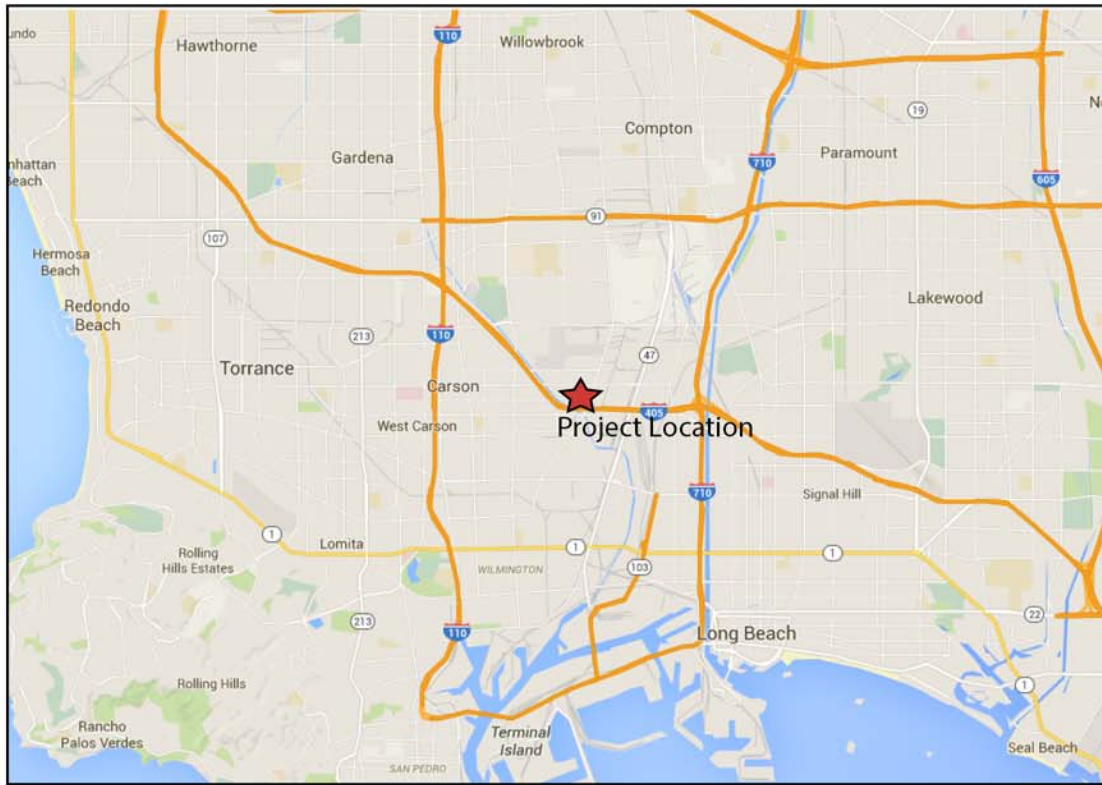 undo
Hawthorne
110
Willowbrook
19
Compton
Gardena
710
Paramount
605
N
nhattan
Beach
91
107
Hermosa
Beach
Redondo
Beach
Lakewood
213
110
47
Torrance
Carson
405
West Carson
Project Location
710
Signal Hill
1
Lomita
1
1
Rolling
Hills Estates
WILMINGTON
103
213
110
22
Long Beach
Rolling Hills
1
Rancho
Palos Verdes
Terminal
Island
Seal Beach
SAN PEDRO